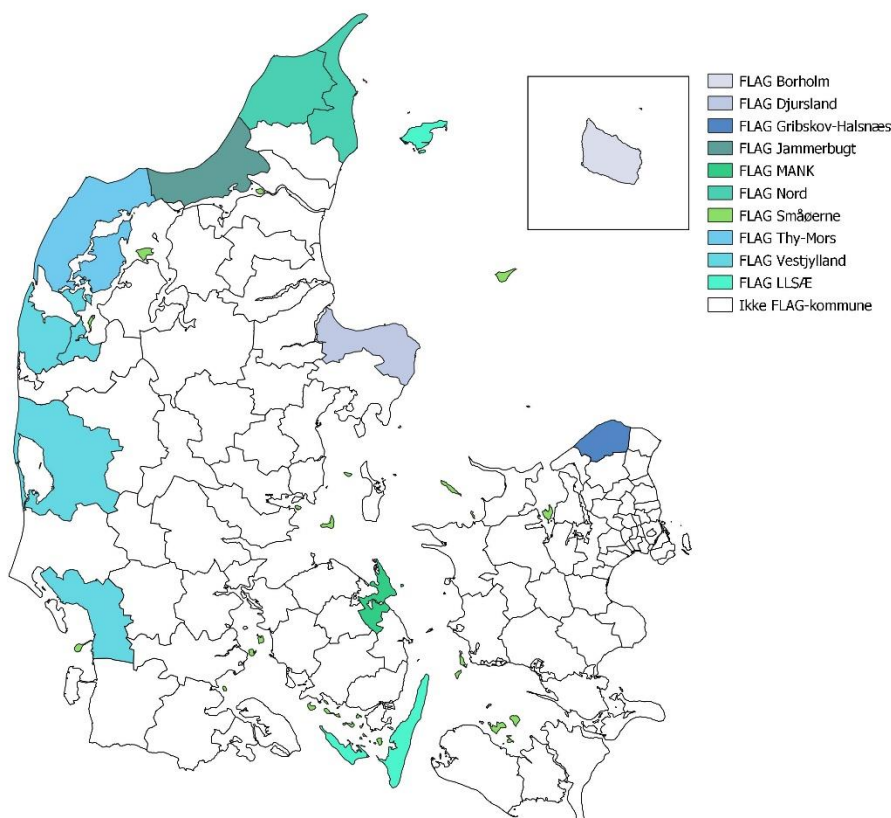 FLAG Borholm
FLAG Djursland
FLAG Gribskov-Halsnæs
FLAG Jammerbugt
FLAG MANK
FLAG Nord
FLAG Småøerne
FLAG Thy-Mors
FLAG Vestjylland
FLAG LLSÆ
Ikke FLAG-kommune